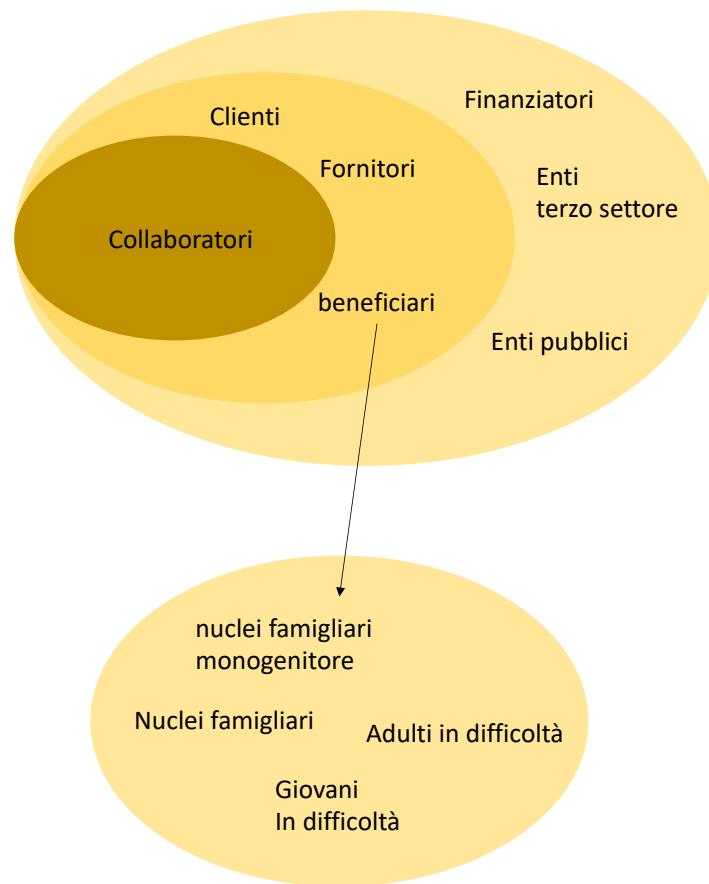 Finanziatori
Clienti
Fornitori
Enti
terzo settore
Collaboratori
beneficiari
Enti pubblici
nuclei famigliari
monogenitore
Nuclei famigliari
Adulti in difficoltà
Giovani
In difficoltà